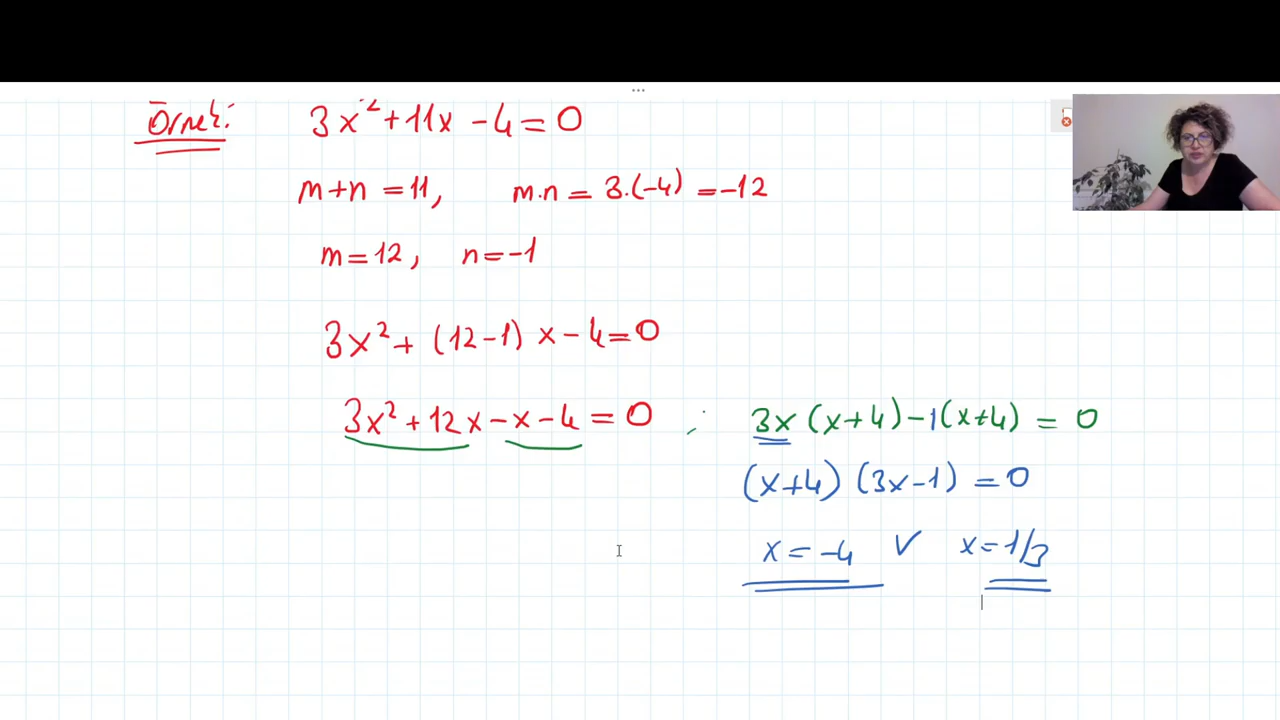 Örnek: 3x² + 11x - 4 = 0
m+n = 11, m.n = 3.(-4) = -12
m = 12, n = -1
3x² + (12-1) x - 4 = 0
3x² + 12x - x - 4 = 0 ; 3x (x+4) - 1(x+4) = 0
(x+4) (3x-1) = 0
x = -4 ∨ x = 1/3